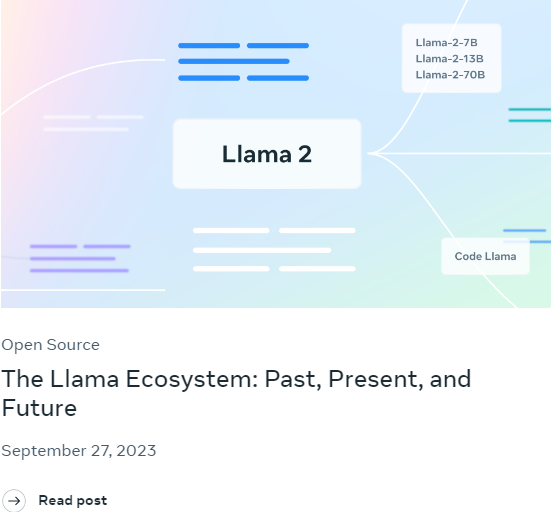 Llama-2-7B
Llama-2-13B
Llama-2-70B
Llama 2
Code Llama
Open Source
The Llama Ecosystem: Past, Present, and
Future
September 27, 2023
Read post